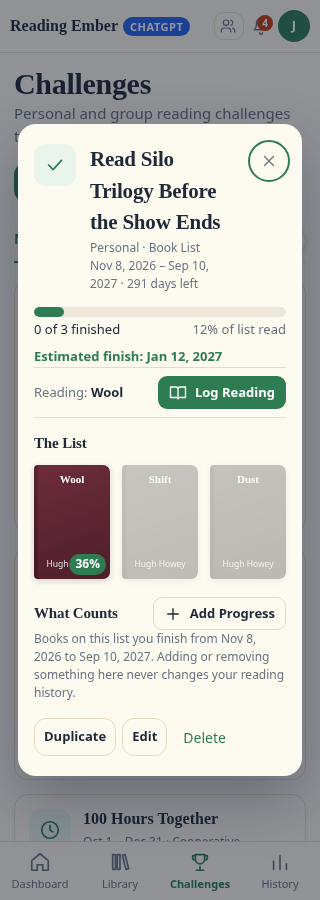 Reading Ember CHATGPT 4 J
Challenges
Personal and group reading challenges
Read Silo
Trilogy Before
the Show Ends
Personal · Book List
Nov 8, 2026 – Sep 10,
2027 · 291 days left
0 of 3 finished 12% of list read
Estimated finish: Jan 12, 2027
Reading: Wool Log Reading
The List
Wool Shift Dust
Hugh 36% Hugh Howey Hugh Howey
What Counts Add Progress
Books on this list you finish from Nov 8,
2026 to Sep 10, 2027. Adding or removing
something here never changes your reading
history.
Duplicate Edit Delete
100 Hours Together
Oct 1 – Dec 31 · Cooperative
Dashboard Library Challenges History